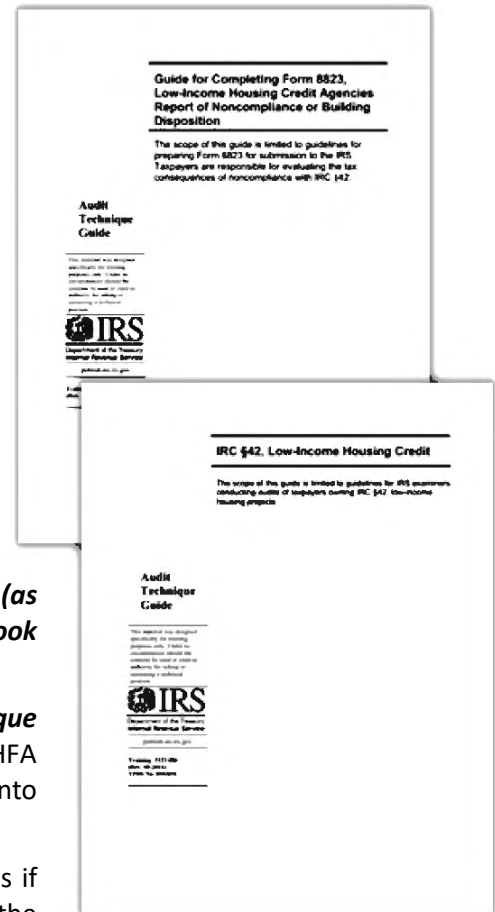 Guide for Completing Form 8823,
Low-Income Housing Credit Agencies
Report of Noncompliance or Building
Disposition
The scope of this guide is limited to guidelines for
preparing Form 8823 for submission to the IRS
Taxpayers are responsible for evaluating the tax
consequences of noncompliance with IRC §42.
Audit
Technique
Guide
IRS
Department of the Treasury
Internal Revenue Service
IRC §42, Low-Income Housing Credit
The scope of this guide is limited to guidelines for IRS examiners
conducting audits of taxpayers owning IRC §42 low-income
housing projects
Audit
Technique
Guide
IRS
Department of the Treasury
Internal Revenue Service
(as
ook
que
HFA
nto
s if
the